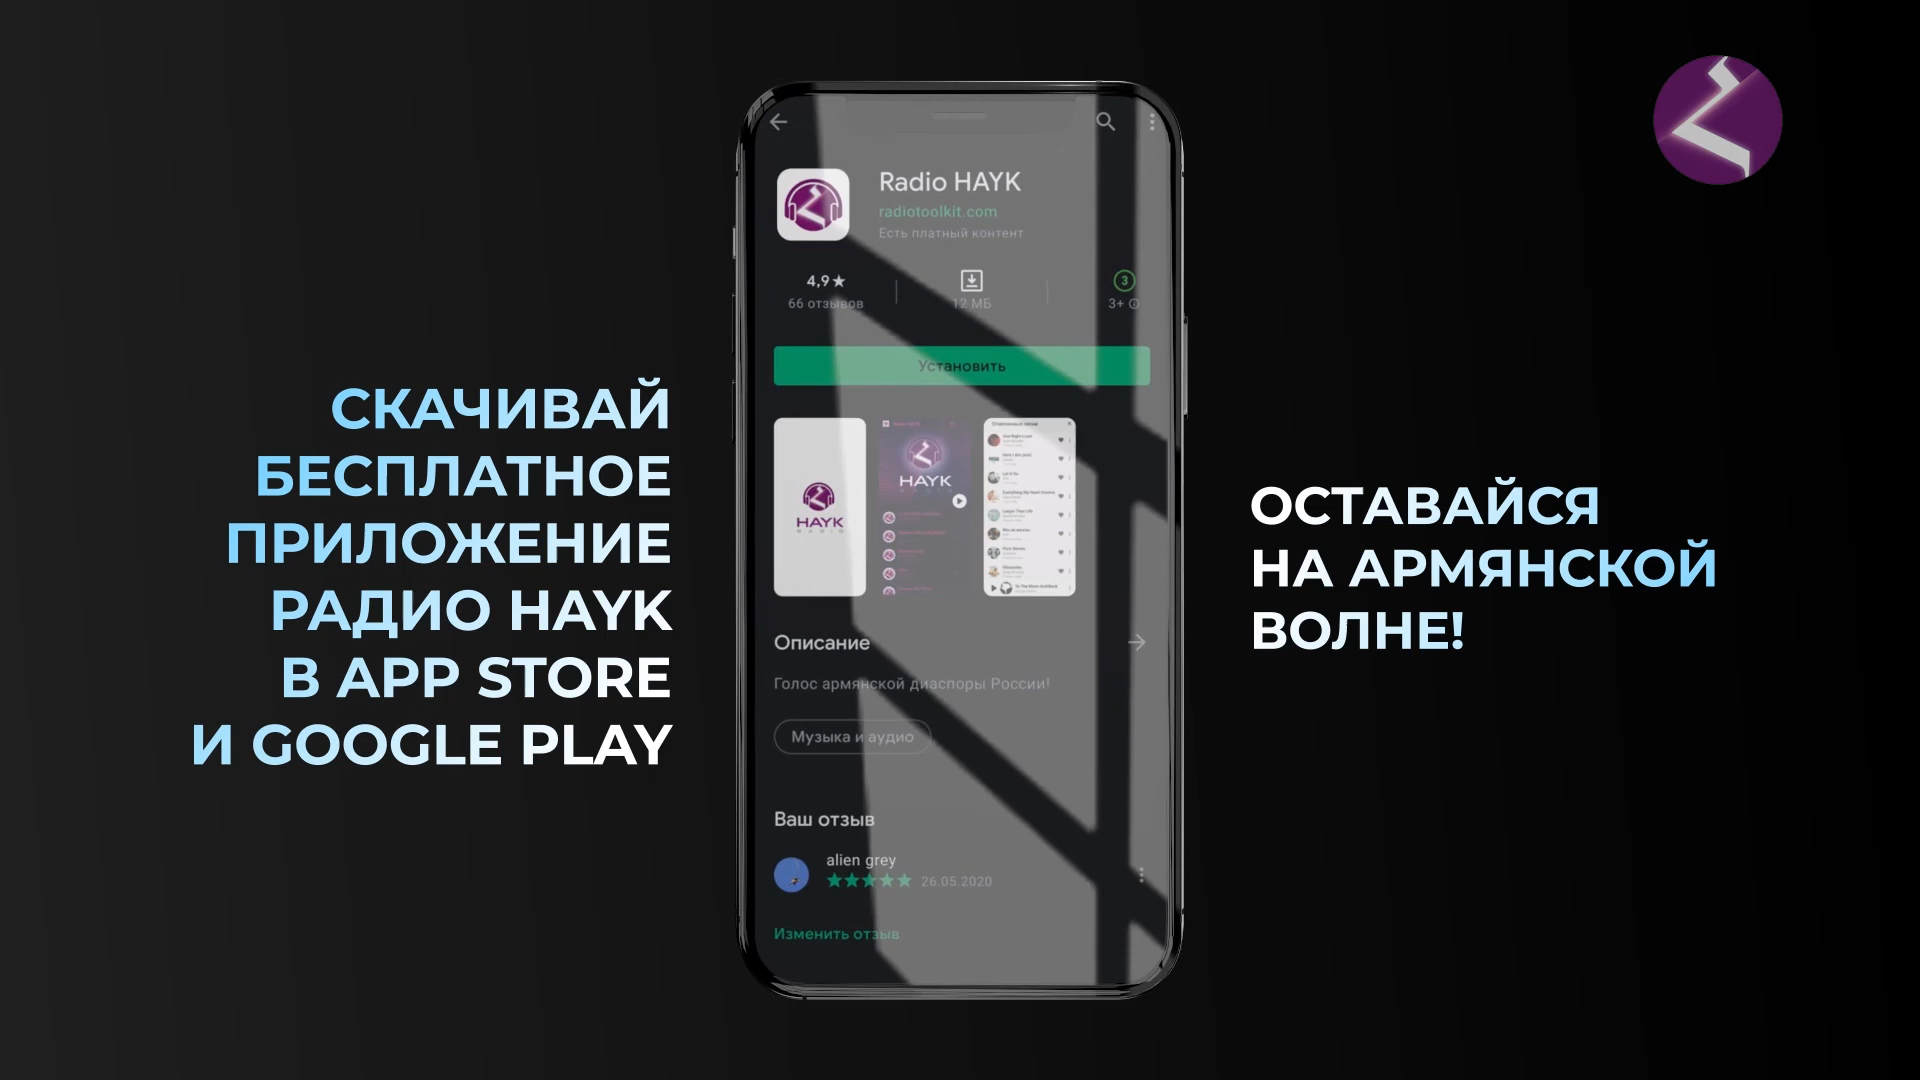 СКАЧИВАЙ
БЕСПЛАТНОЕ
ПРИЛОЖЕНИЕ
РАДИО HAYK
В APP STORE
И GOOGLE PLAY
Radio HAYK
radiotoolkit.com
Есть платный контент
4,9★
66 отзывов
12 МБ
3
3+
Установить
HAYK
RADIO
HAYK
Описание
Голос армянской диаспоры России!
Музыка и аудио
Ваш отзыв
alien grey
26.05.2020
Изменить отзыв
ОСТАВАЙСЯ
НА АРМЯНСКОЙ
ВОЛНЕ!